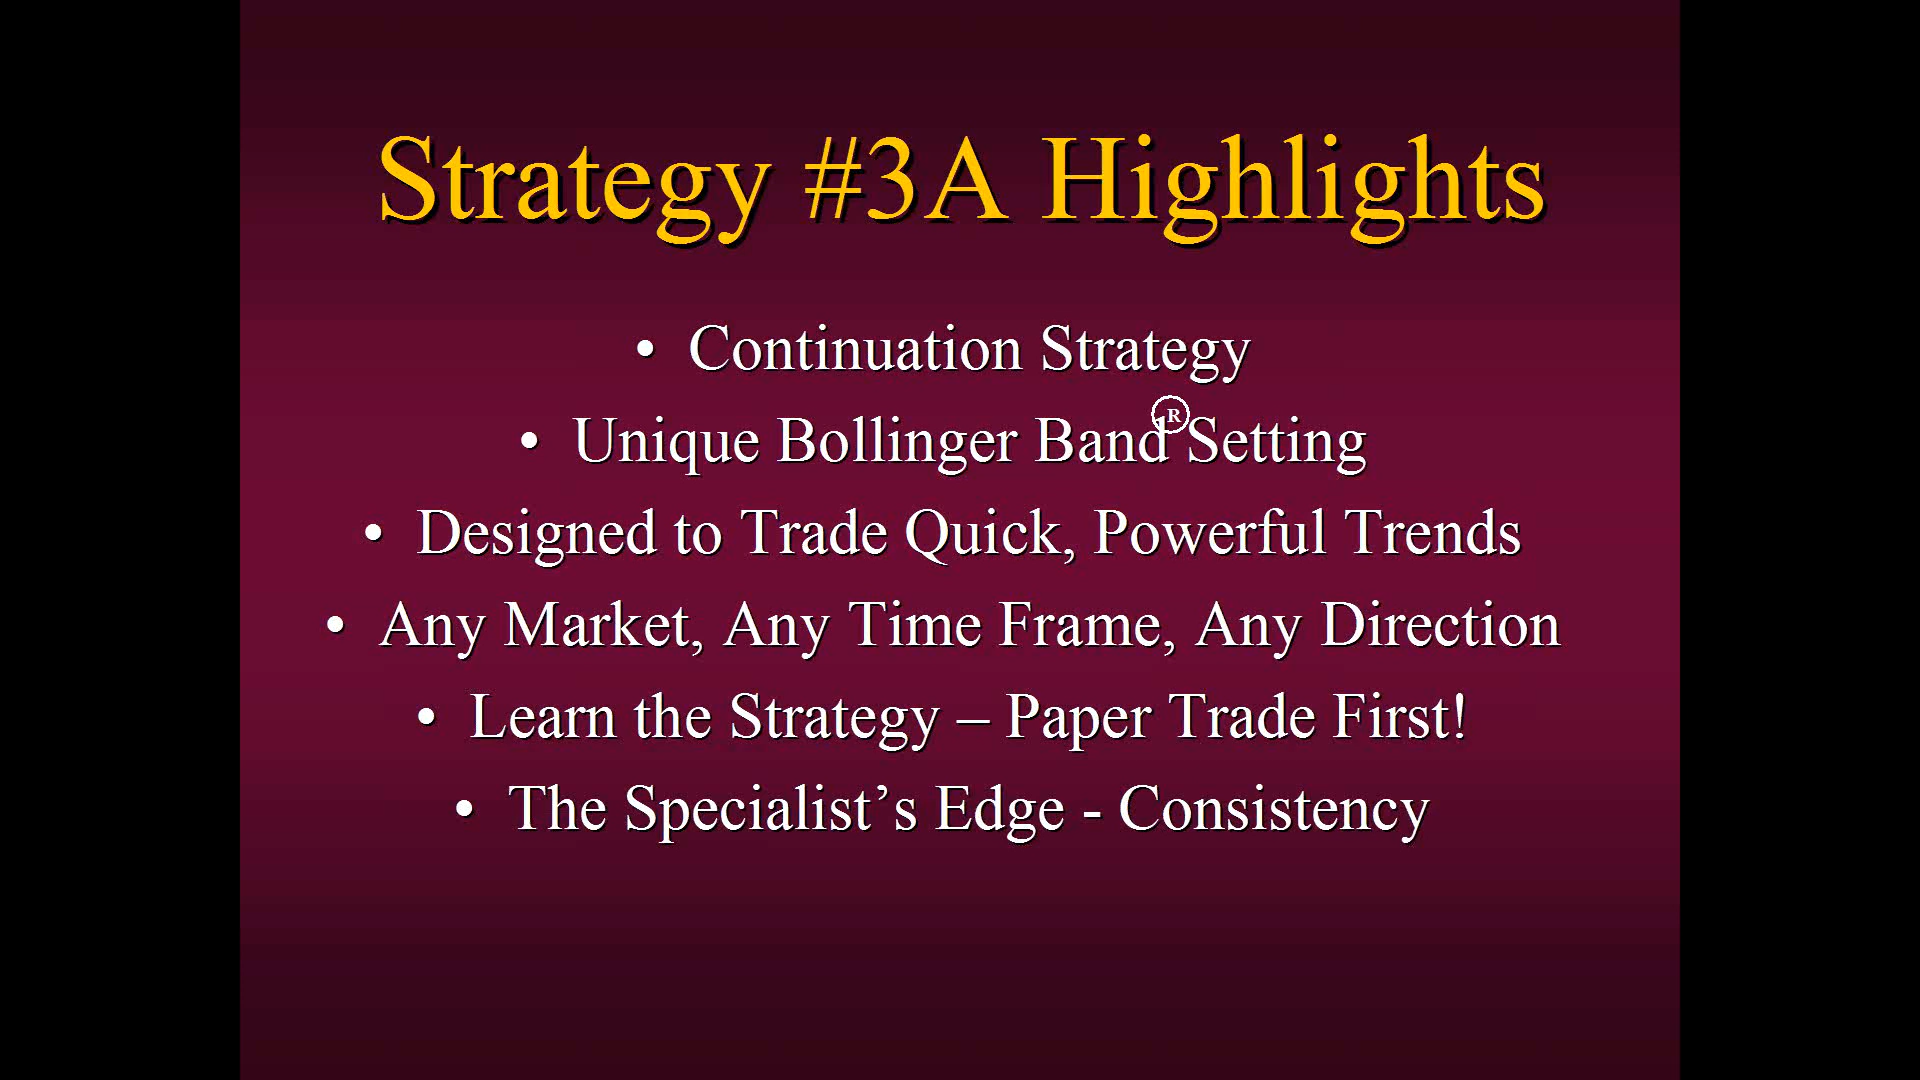 Strategy #3A Highlights
• Continuation Strategy
• Unique Bollinger Band® Setting
• Designed to Trade Quick, Powerful Trends
• Any Market, Any Time Frame, Any Direction
• Learn the Strategy – Paper Trade First!
• The Specialist’s Edge - Consistency